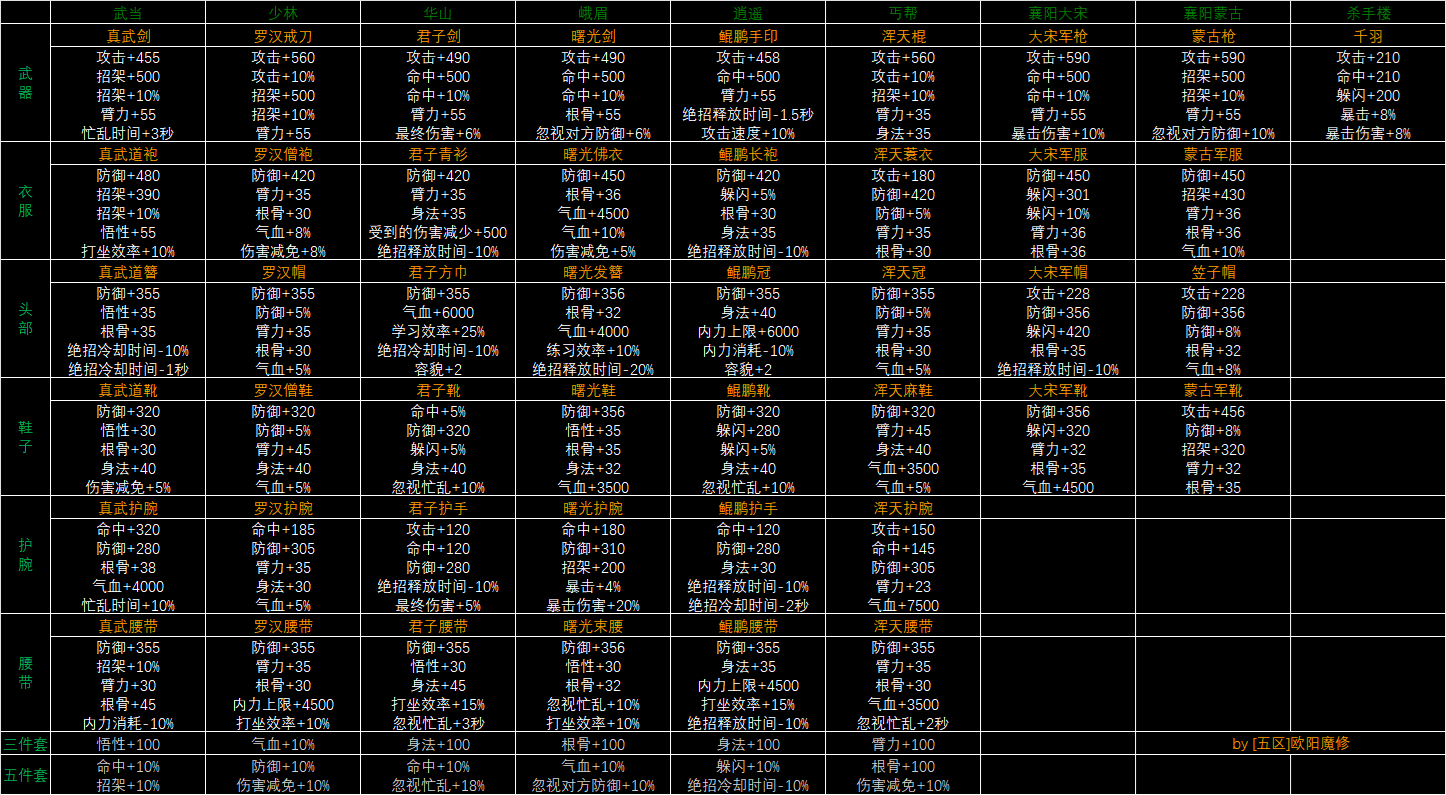 武当 少林 华山 峨眉 逍遥 丐帮 襄阳大宋 襄阳蒙古 杀手楼
武器
真武剑 罗汉戒刀 君子剑 曙光剑 鲲鹏手印 浑天棍 大宋军枪 蒙古枪 千羽
攻击+455 攻击+560 攻击+490 攻击+490 攻击+458 攻击+560 攻击+590 攻击+590 攻击+210
招架+500 攻击+10% 命中+500 命中+500 命中+500 攻击+10% 命中+500 招架+500 命中+210
招架+10% 招架+500 命中+10% 命中+10% 臂力+55 招架+10% 命中+10% 招架+10% 躲闪+200
臂力+55 招架+10% 臂力+55 根骨+55 绝招释放时间-1.5秒 臂力+35 臂力+55 臂力+55 暴击+8%
忙乱时间+3秒 臂力+55 最终伤害+6% 忽视对方防御+6% 攻击速度+10% 身法+35 暴击伤害+10% 忽视对方防御+10% 暴击伤害+8%
衣服
真武道袍 罗汉僧袍 君子青衫 曙光佛衣 鲲鹏长袍 浑天蓑衣 大宋军服 蒙古军服
防御+480 防御+420 防御+420 防御+450 防御+420 攻击+180 防御+450 防御+450
招架+390 臂力+35 臂力+35 根骨+36 躲闪+5% 防御+420 躲闪+301 招架+430
招架+10% 根骨+30 身法+35 气血+4500 根骨+30 防御+5% 躲闪+10% 臂力+36
悟性+55 气血+8% 受到的伤害减少+500 气血+10% 身法+35 臂力+35 臂力+36 根骨+36
打坐效率+10% 伤害减免+8% 绝招释放时间-10% 伤害减免+5% 绝招释放时间-10% 根骨+30 根骨+36 气血+10%
头部
真武道簪 罗汉帽 君子方巾 曙光发簪 鲲鹏冠 浑天冠 大宋军帽 笠子帽
防御+355 防御+355 防御+355 防御+356 防御+355 防御+355 攻击+228 攻击+228
悟性+35 防御+5% 气血+6000 根骨+32 身法+40 防御+5% 防御+356 防御+356
根骨+35 臂力+35 学习效率+25% 气血+4000 内力上限+6000 臂力+35 躲闪+420 防御+8%
绝招冷却时间-10% 根骨+30 绝招冷却时间-10% 练习效率+10% 内力消耗-10% 根骨+30 根骨+35 根骨+32
绝招冷却时间-1秒 气血+5% 容貌+2 绝招释放时间-20% 容貌+2 气血+5% 绝招释放时间-10% 气血+8%
鞋子
真武道靴 罗汉僧鞋 君子靴 曙光鞋 鲲鹏靴 浑天麻鞋 大宋军靴 蒙古军靴
防御+320 防御+320 命中+5% 防御+356 防御+320 防御+320 防御+356 攻击+456
悟性+30 防御+5% 防御+320 悟性+35 躲闪+280 臂力+45 躲闪+320 防御+8%
根骨+30 臂力+45 躲闪+5% 根骨+35 躲闪+5% 身法+40 臂力+32 招架+320
身法+40 身法+40 身法+40 身法+32 身法+40 气血+3500 根骨+35 臂力+32
伤害减免+5% 气血+5% 忽视忙乱+10% 气血+3500 忽视忙乱+10% 气血+5% 气血+4500 根骨+35
护腕
真武护腕 罗汉护腕 君子护手 曙光护腕 鲲鹏护手 浑天护腕
命中+320 命中+185 攻击+120 命中+180 命中+120 攻击+150
防御+280 防御+305 命中+120 防御+310 防御+280 命中+145
根骨+38 臂力+35 防御+280 招架+200 身法+30 防御+305
气血+4000 身法+30 绝招释放时间-10% 暴击+4% 绝招释放时间-10% 臂力+23
忙乱时间+10% 气血+5% 最终伤害+5% 暴击伤害+20% 绝招冷却时间-2秒 气血+7500
腰带
真武腰带 罗汉腰带 君子腰带 曙光束腰 鲲鹏腰带 浑天腰带
防御+355 防御+355 防御+355 防御+356 防御+355 防御+355
招架+10% 臂力+35 悟性+30 悟性+30 身法+35 臂力+35
臂力+30 根骨+30 身法+45 根骨+32 内力上限+4500 根骨+30
根骨+45 内力上限+4500 打坐效率+15% 忽视忙乱+10% 打坐效率+15% 气血+3500
内力消耗-10% 打坐效率+10% 忽视忙乱+3秒 打坐效率+10% 绝招释放时间-10% 忽视忙乱+2秒
三件套 悟性+100 气血+10% 身法+100 根骨+100 身法+100 臂力+100 by [五区]欧阳魔修
五件套
命中+10% 防御+10% 命中+10% 气血+10% 躲闪+10% 根骨+100
招架+10% 伤害减免+10% 忽视忙乱+18% 忽视对方防御+10% 绝招冷却时间-10% 伤害减免+10%